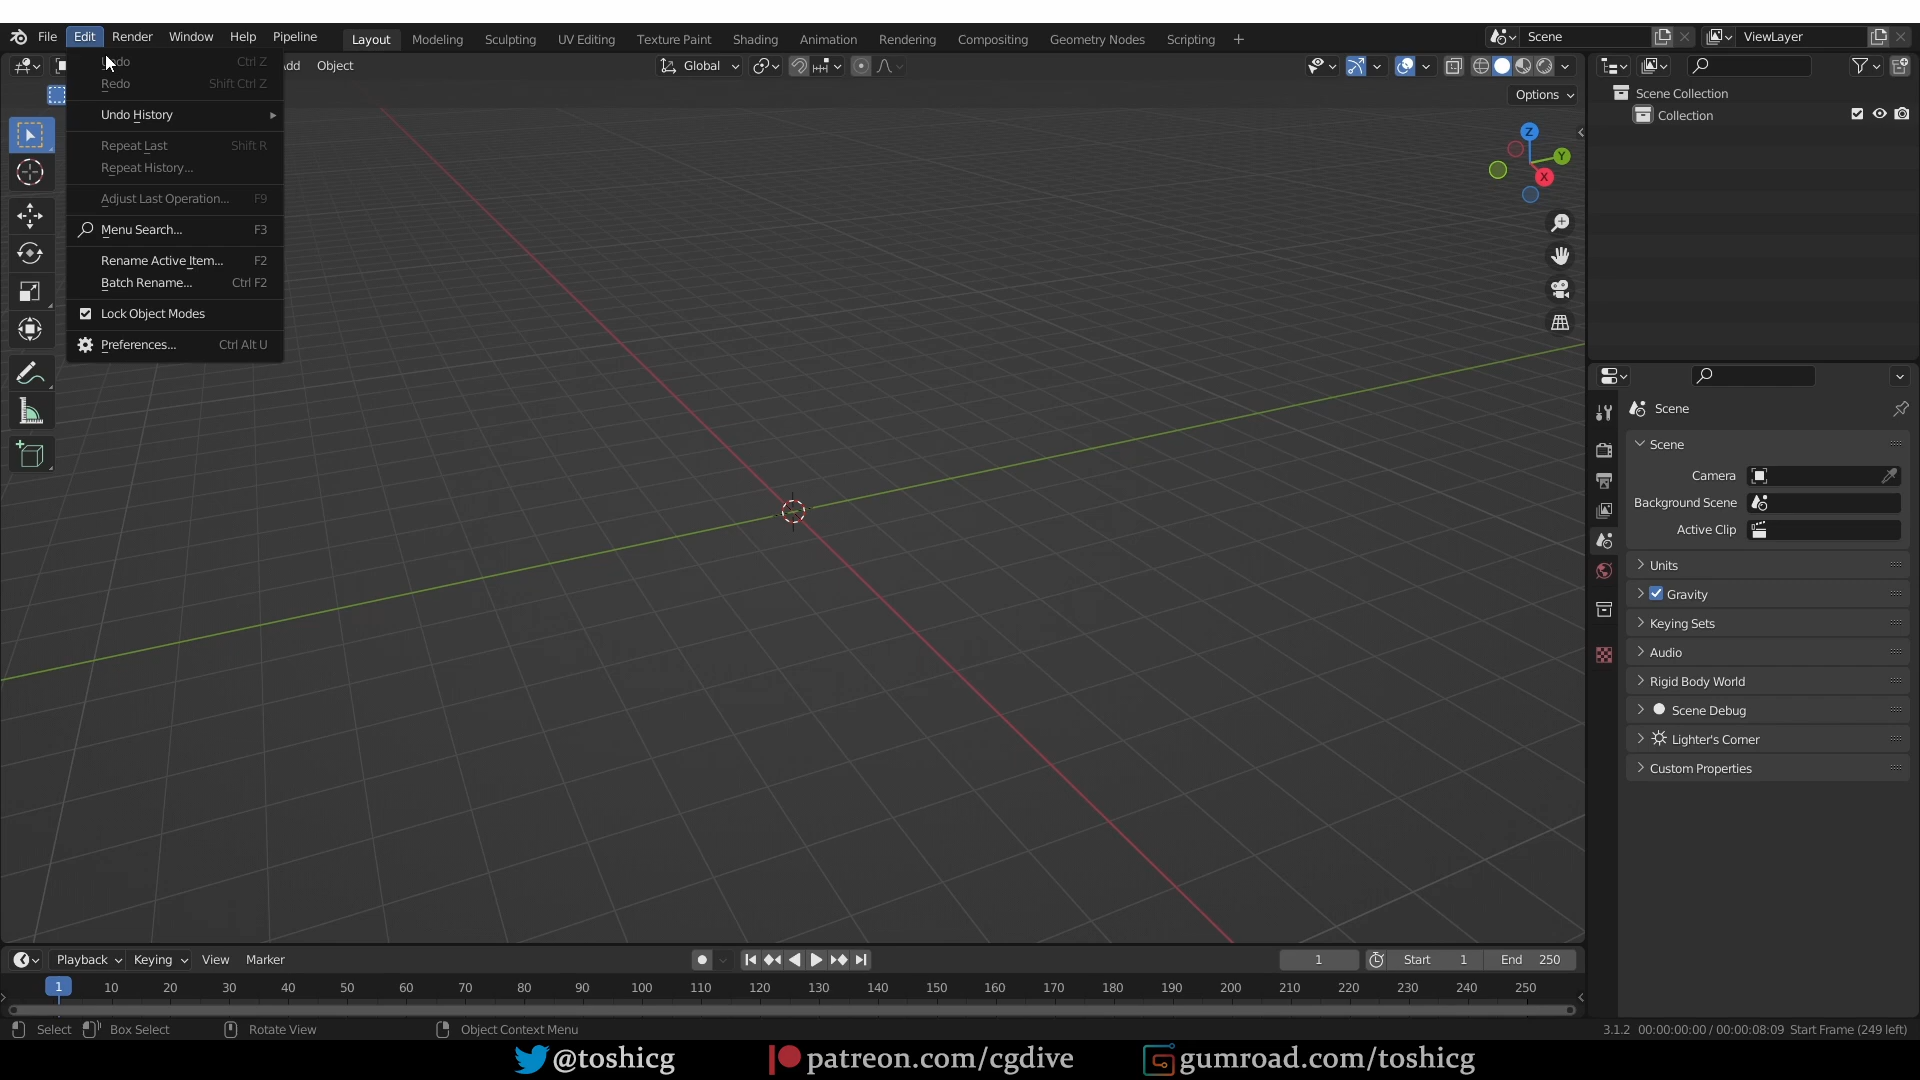 File Edit Render Window Help Pipeline Layout Modeling Sculpting UV Editing Texture Paint Shading Animation Rendering Compositing Geometry Nodes Scripting + Scene ViewLayer
Object Global
Options
Undo Ctrl Z
Redo Shift Ctrl Z
Undo History
Repeat Last Shift R
Repeat History...
Adjust Last Operation... F9
Menu Search... F3
Rename Active Item... F2
Batch Rename... Ctrl F2
Lock Object Modes
Preferences... Ctrl Alt U
Z
Y
X
Scene Collection
Collection
Scene
Scene
Camera
Background Scene
Active Clip
Units
Gravity
Keying Sets
Audio
Rigid Body World
Scene Debug
Lighter's Corner
Custom Properties
Playback Keying View Marker 1 Start 1 End 250
1 10 20 30 40 50 60 70 80 90 100 110 120 130 140 150 160 170 180 190 200 210 220 230 240 250
Select Box Select Rotate View Object Context Menu 3.1.2 00:00:00:00 / 00:00:08:09 Start Frame (249 left)
@toshicg patreon.com/cgdive gumroad.com/toshicg